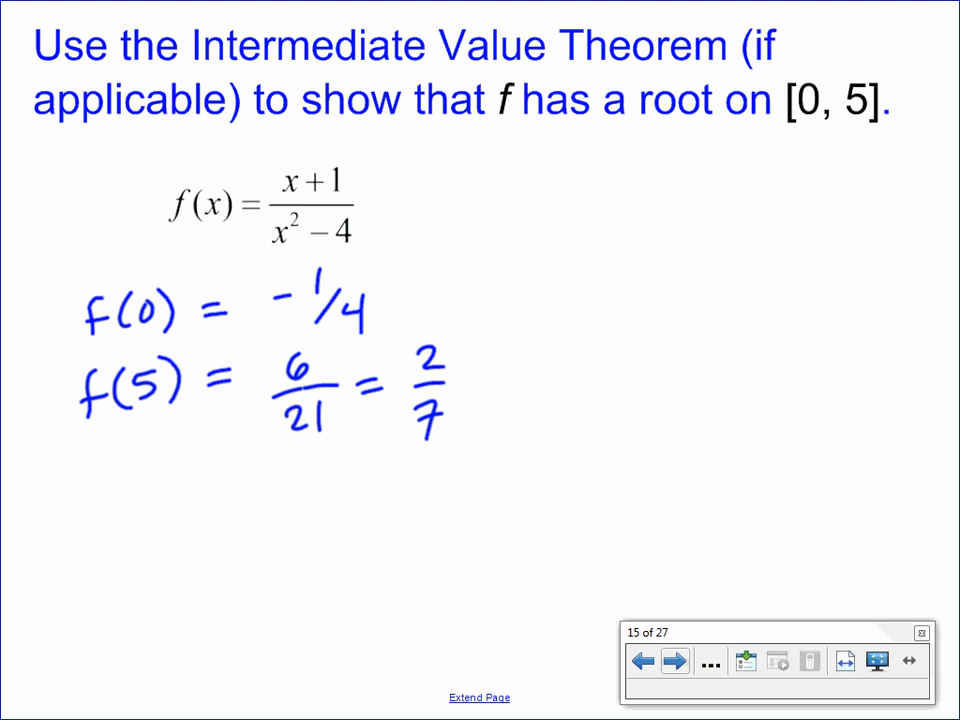 Use the Intermediate Value Theorem (if
applicable) to show that f has a root on [0, 5].
f(x) = (x+1)/(x² − 4)
f(0) = - 1/4
f(5) = 6/21 = 2/7
15 of 27
...
Extend Page